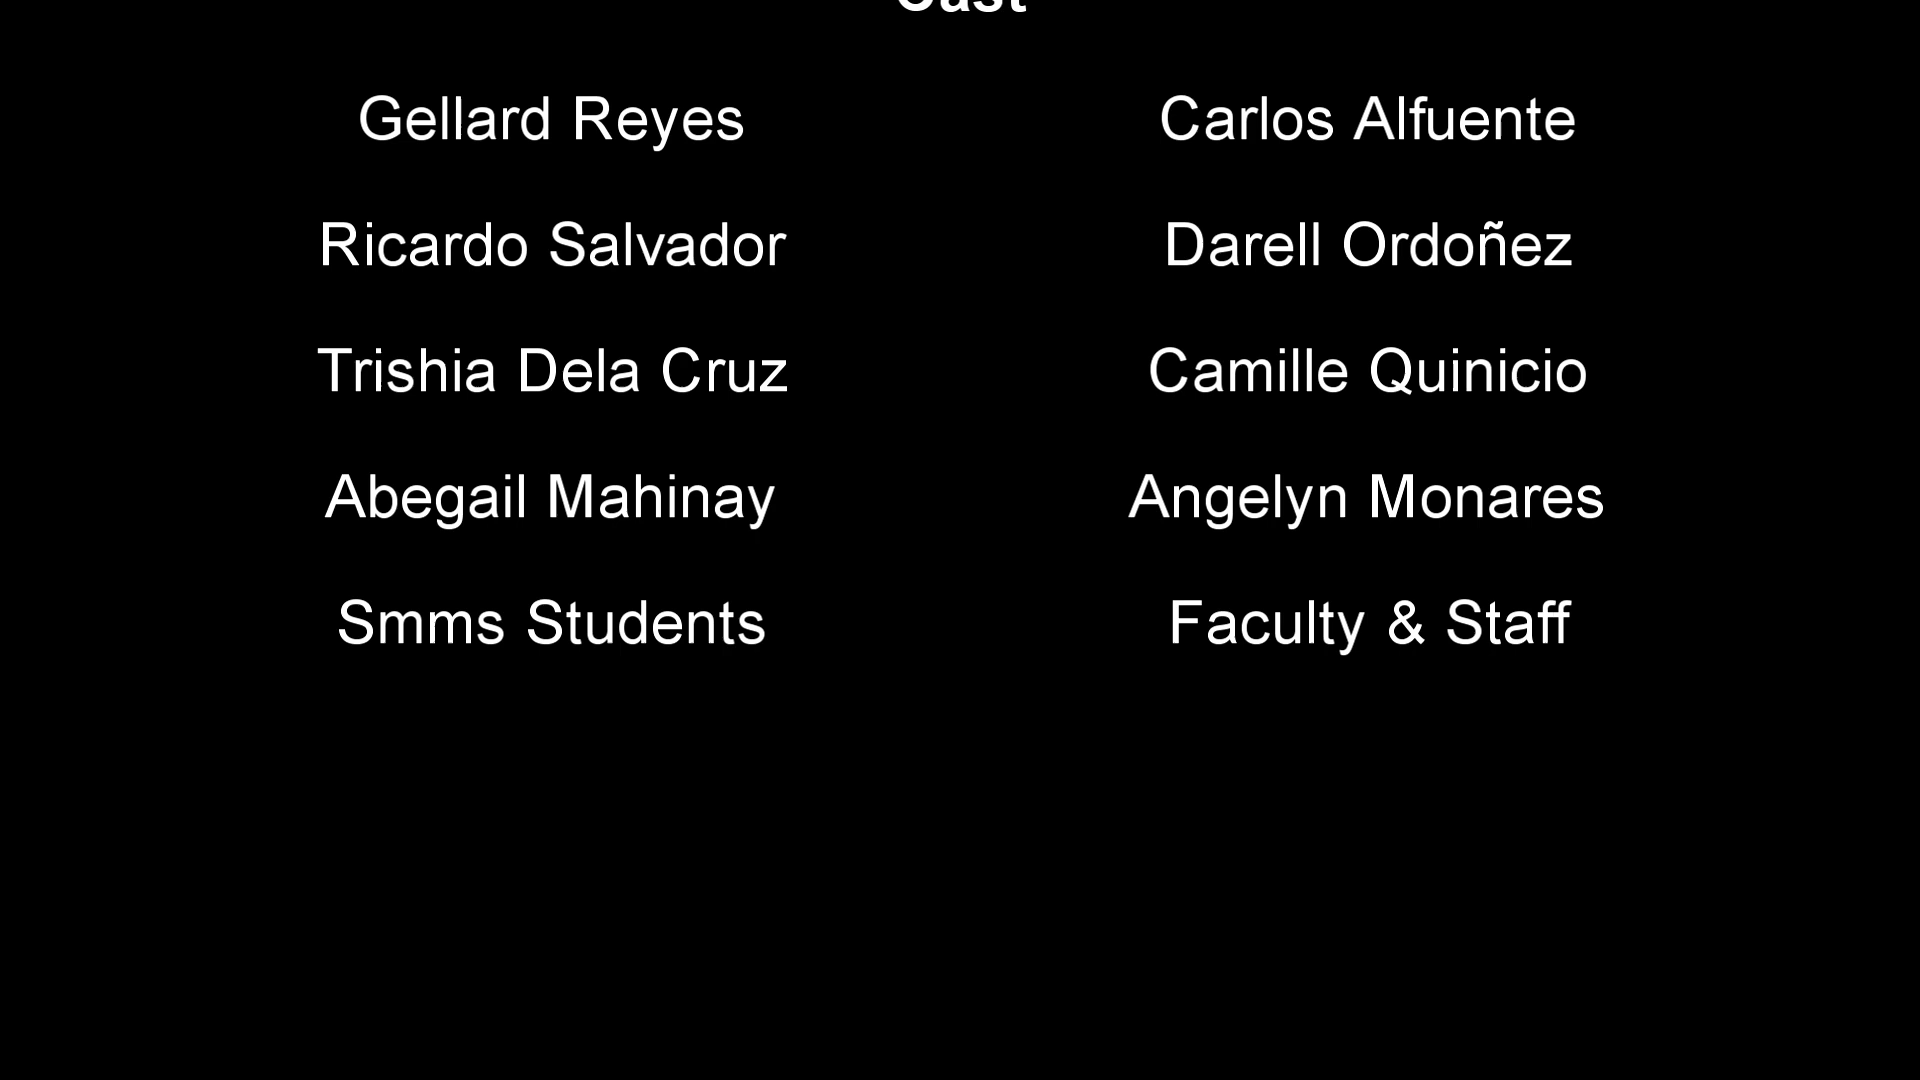 Cast
Gellard Reyes Carlos Alfuente
Ricardo Salvador Darell Ordoñez
Trishia Dela Cruz Camille Quinicio
Abegail Mahinay Angelyn Monares
Smms Students Faculty & Staff